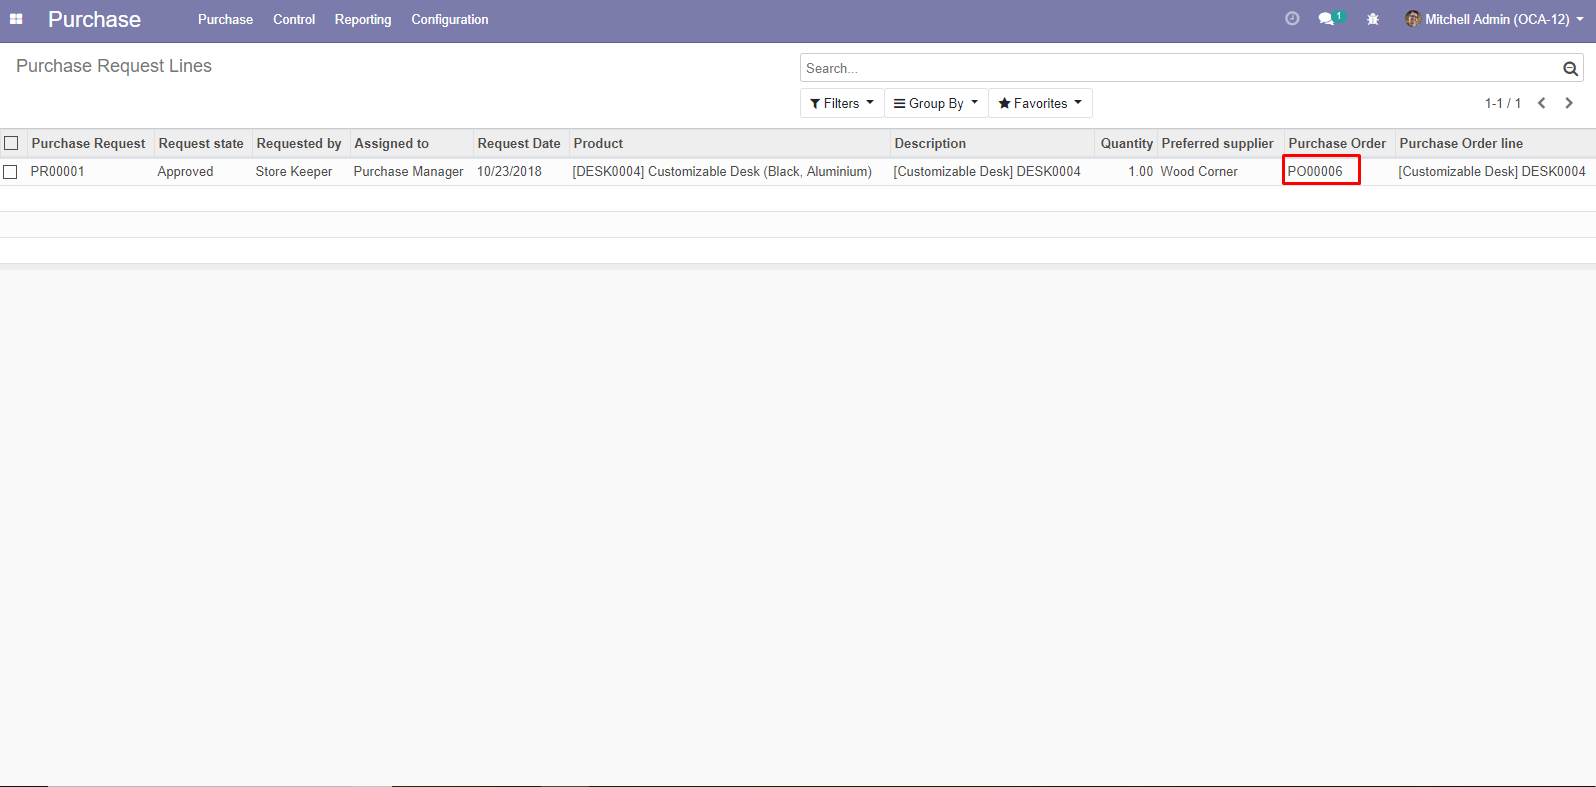 Purchase Purchase Control Reporting Configuration 1 Mitchell Admin (OCA-12)
Purchase Request Lines
Search...
Filters Group By Favorites 1-1 / 1
Purchase Request Request state Requested by Assigned to Request Date Product Description Quantity Preferred supplier Purchase Order Purchase Order line
PR00001 Approved Store Keeper Purchase Manager 10/23/2018 [DESK0004] Customizable Desk (Black, Aluminium) [Customizable Desk] DESK0004 1.00 Wood Corner PO00006 [Customizable Desk] DESK0004